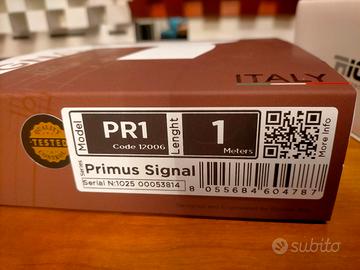 ITALY
QUALITY
TESTED
Model
PR1
Code 12006
Lenght
1
Meters
More Info
series
Primus Signal
Serial N:1025 00053814
8 055684 604787
subito